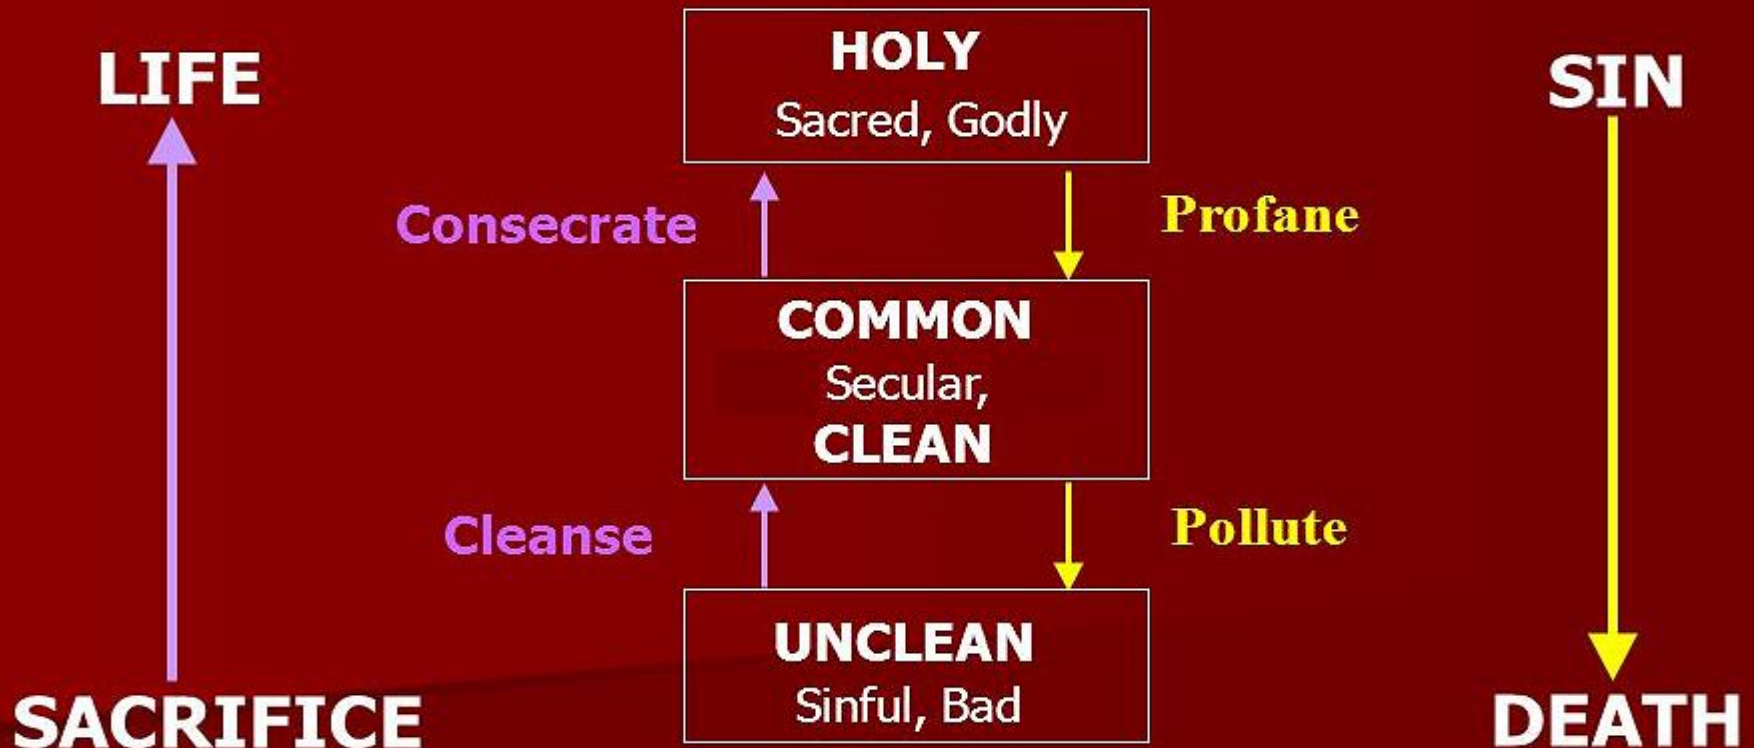 LIFE
HOLY
Sacred, Godly
SIN
Consecrate
Profane
COMMON
Secular,
CLEAN
Cleanse
Pollute
UNCLEAN
Sinful, Bad
SACRIFICE
DEATH